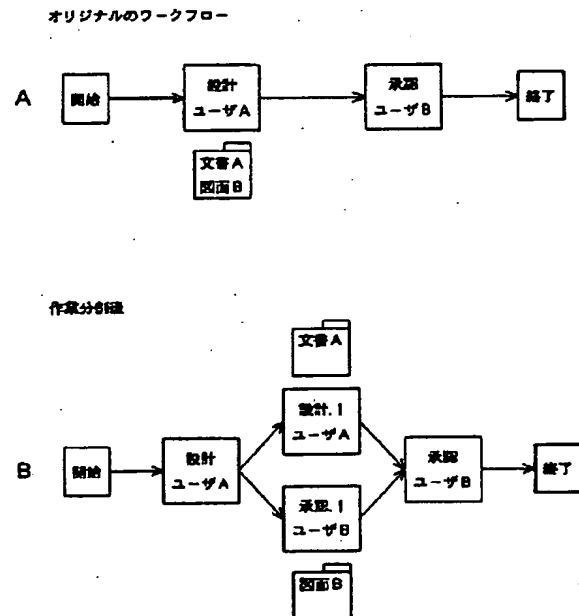 オリジナルのワークフロー
A
開始
設計
ユーザA
承認
ユーザB
終了
文書A
図面B
作業分割後
文書A
設計.1
ユーザA
B
開始
設計
ユーザA
承認
ユーザB
終了
承認.1
ユーザB
図面B